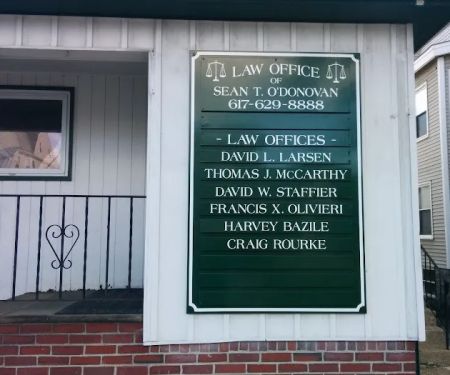 LAW OFFICE
OF
SEAN T. O'DONOVAN
617-629-8888
- LAW OFFICES -
DAVID L. LARSEN
THOMAS J. McCARTHY
DAVID W. STAFFIER
FRANCIS X. OLIVIERI
HARVEY BAZILE
CRAIG ROURKE